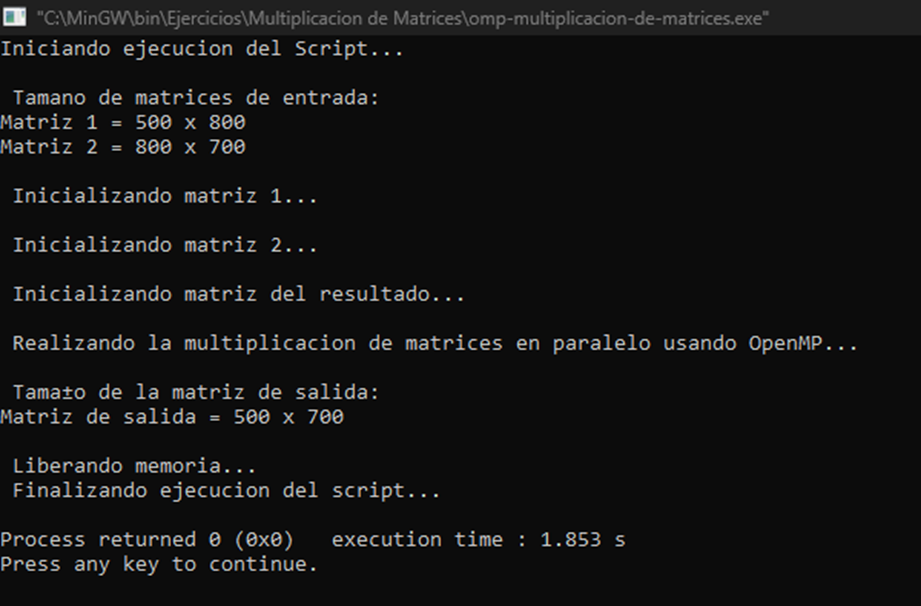 "C:\MinGW\bin\Ejercicios\Multiplicacion de Matrices\omp-multiplicacion-de-matrices.exe"
Iniciando ejecucion del Script...
Tamano de matrices de entrada:
Matriz 1 = 500 x 800
Matriz 2 = 800 x 700
Inicializando matriz 1...
Inicializando matriz 2...
Inicializando matriz del resultado...
Realizando la multiplicacion de matrices en paralelo usando OpenMP...
Tama±o de la matriz de salida:
Matriz de salida = 500 x 700
Liberando memoria...
Finalizando ejecucion del script...
Process returned 0 (0x0)   execution time : 1.853 s
Press any key to continue.